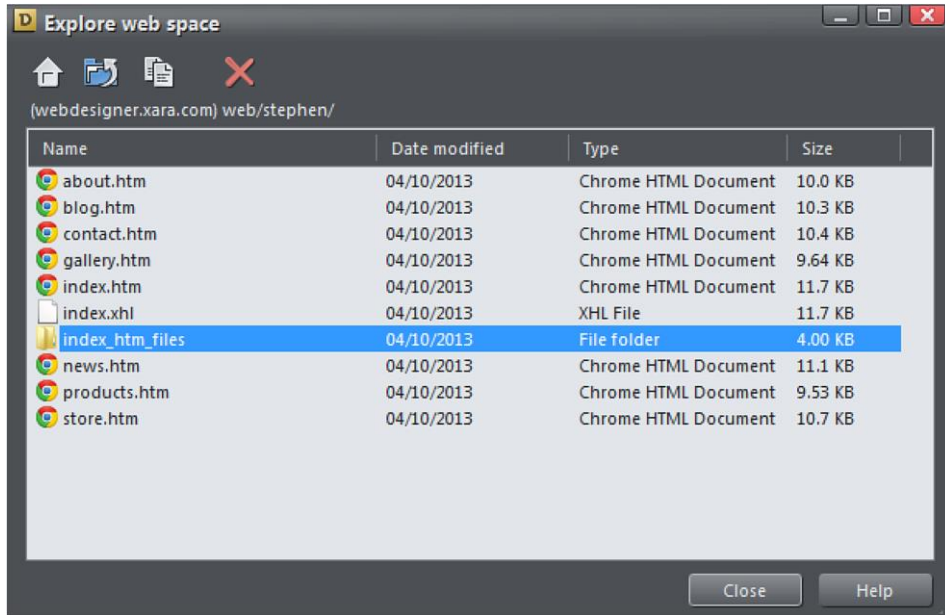 Explore web space
(webdesigner.xara.com) web/stephen/
Name Date modified Type Size
about.htm 04/10/2013 Chrome HTML Document 10.0 KB
blog.htm 04/10/2013 Chrome HTML Document 10.3 KB
contact.htm 04/10/2013 Chrome HTML Document 10.4 KB
gallery.htm 04/10/2013 Chrome HTML Document 9.64 KB
index.htm 04/10/2013 Chrome HTML Document 11.7 KB
index.xhl 04/10/2013 XHL File 11.7 KB
index_htm_files 04/10/2013 File folder 4.00 KB
news.htm 04/10/2013 Chrome HTML Document 11.1 KB
products.htm 04/10/2013 Chrome HTML Document 9.53 KB
store.htm 04/10/2013 Chrome HTML Document 10.7 KB
Close Help